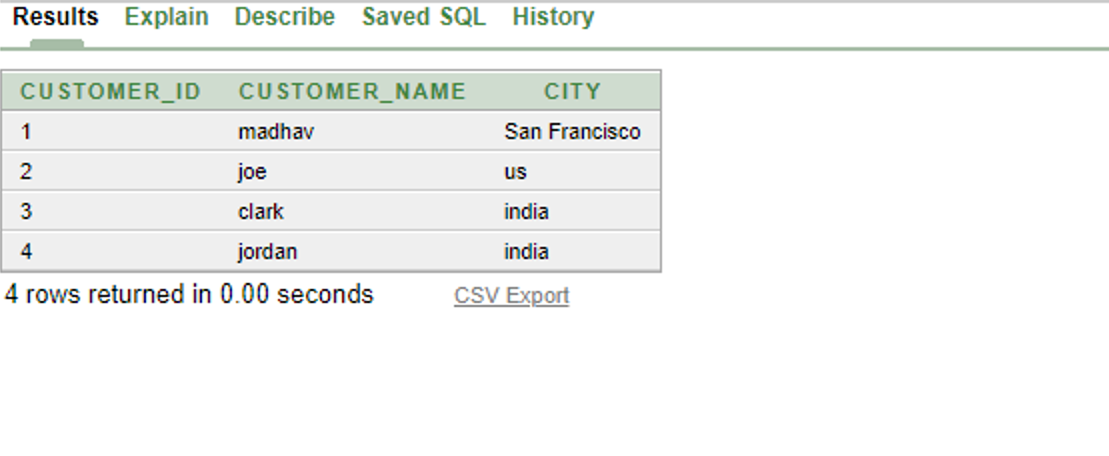 Results Explain Describe Saved SQL History
CUSTOMER_ID CUSTOMER_NAME CITY
1 madhav San Francisco
2 joe us
3 clark india
4 jordan india
4 rows returned in 0.00 seconds CSV Export